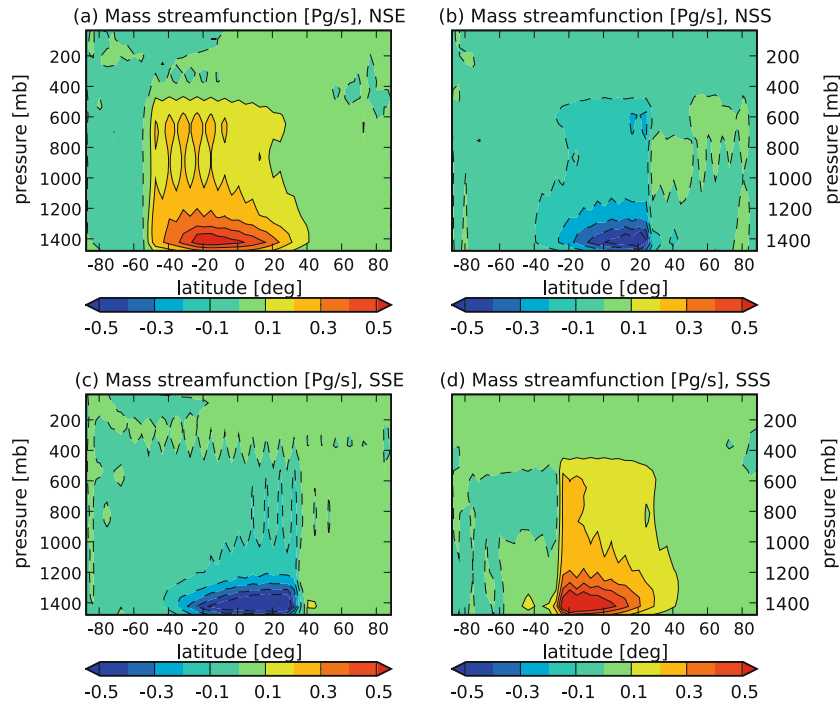 (a) Mass streamfunction [Pg/s], NSE
(b) Mass streamfunction [Pg/s], NSS
pressure [mb]
200
400
600
800
1000
1200
1400
-80 -60 -40 -20 0 20 40 60 80
latitude [deg]
-0.5 -0.3 -0.1 0.1 0.3 0.5
200
400
600
800
1000
1200
1400
pressure [mb]
-80 -60 -40 -20 0 20 40 60 80
latitude [deg]
-0.5 -0.3 -0.1 0.1 0.3 0.5
(c) Mass streamfunction [Pg/s], SSE
(d) Mass streamfunction [Pg/s], SSS
pressure [mb]
200
400
600
800
1000
1200
1400
-80 -60 -40 -20 0 20 40 60 80
latitude [deg]
-0.5 -0.3 -0.1 0.1 0.3 0.5
200
400
600
800
1000
1200
1400
pressure [mb]
-80 -60 -40 -20 0 20 40 60 80
latitude [deg]
-0.5 -0.3 -0.1 0.1 0.3 0.5